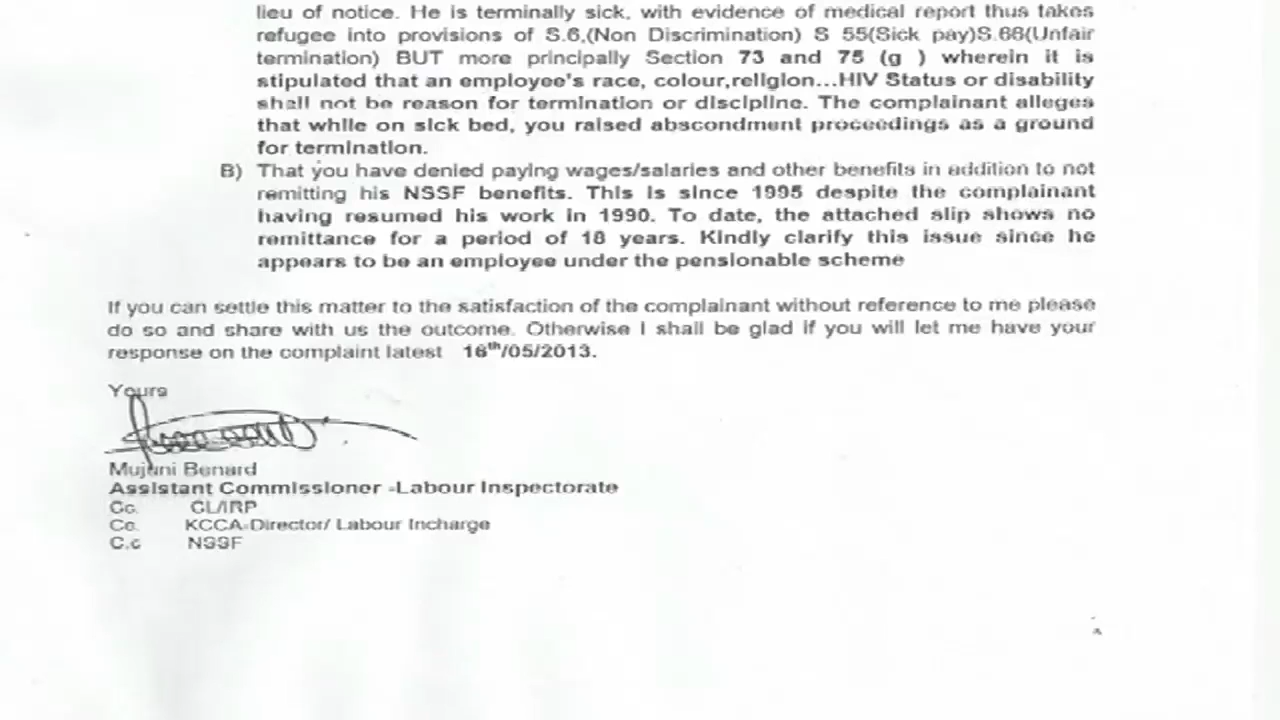 lieu of notice. He is terminally sick, with evidence of medical report thus takes
refugee into provisions of S.6,(Non Discrimination) S 55(Sick pay)S.66(Unfair
termination) BUT more principally Section 73 and 75 (g ) wherein it is
stipulated that an employee's race, colour,religion...HIV Status or disability
shall not be reason for termination or discipline. The complainant alleges
that while on sick bed, you raised abscondment proceedings as a ground
for termination.
B) That you have denied paying wages/salaries and other benefits in addition to not
remitting his NSSF benefits. This is since 1995 despite the complainant
having resumed his work in 1990. To date, the attached slip shows no
remittance for a period of 18 years. Kindly clarify this issue since he
appears to be an employee under the pensionable scheme
If you can settle this matter to the satisfaction of the complainant without reference to me please
do so and share with us the outcome. Otherwise I shall be glad if you will let me have your
response on the complaint latest 16th/05/2013.
Yours
Mujuni Benard
Assistant Commissioner -Labour Inspectorate
Cc. CL/IRP
Cc. KCCA-Director/ Labour Incharge
C.c NSSF